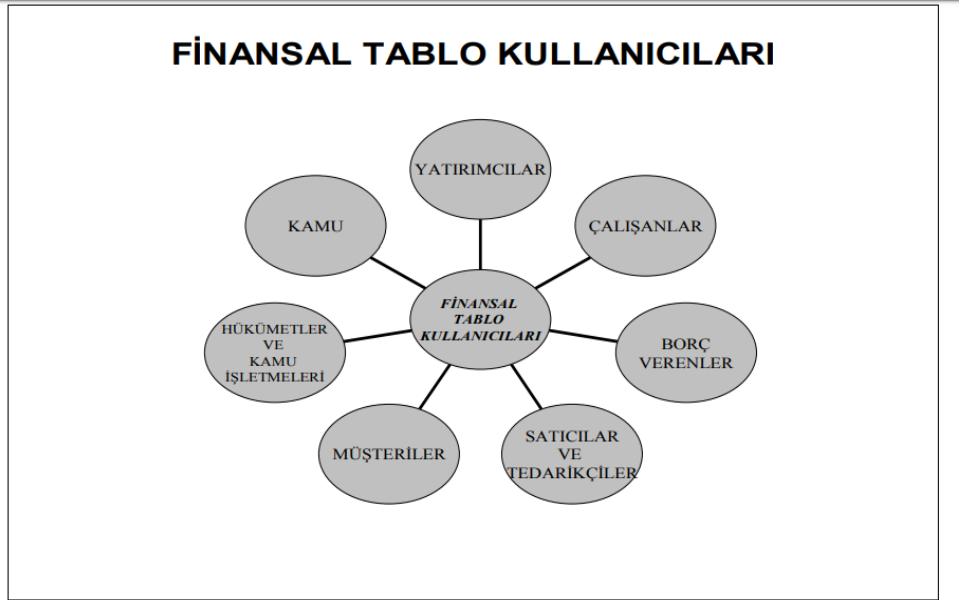 FİNANSAL TABLO KULLANICILARI
YATIRIMCILAR
KAMU
ÇALIŞANLAR
FİNANSAL
TABLO
KULLANICILARI
HÜKÜMETLER
VE
KAMU
İŞLETMELERİ
BORÇ
VERENLER
MÜŞTERİLER
SATICILAR
VE
TEDARİKÇİLER